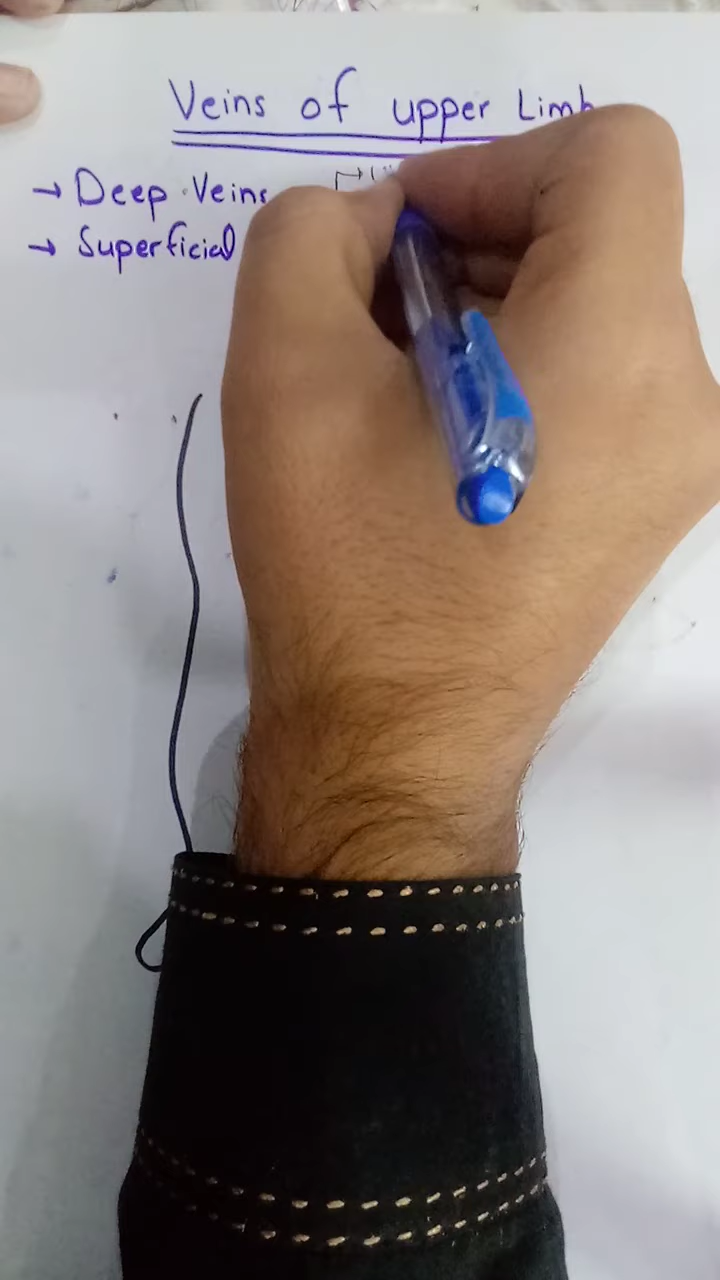 Veins of upper Limb
→ Deep Veins
→ Superficial